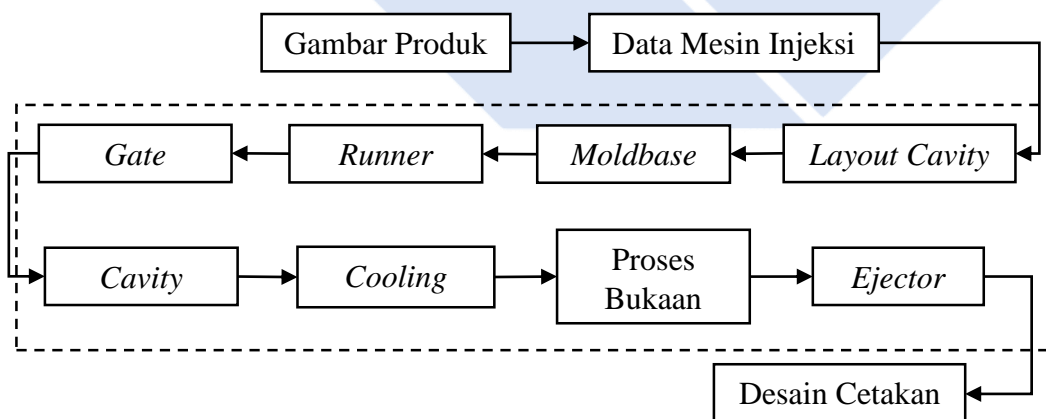 Gambar Produk
Data Mesin Injeksi
Layout Cavity
Moldbase
Runner
Gate
Cavity
Cooling
Proses
Bukaan
Ejector
Desain Cetakan